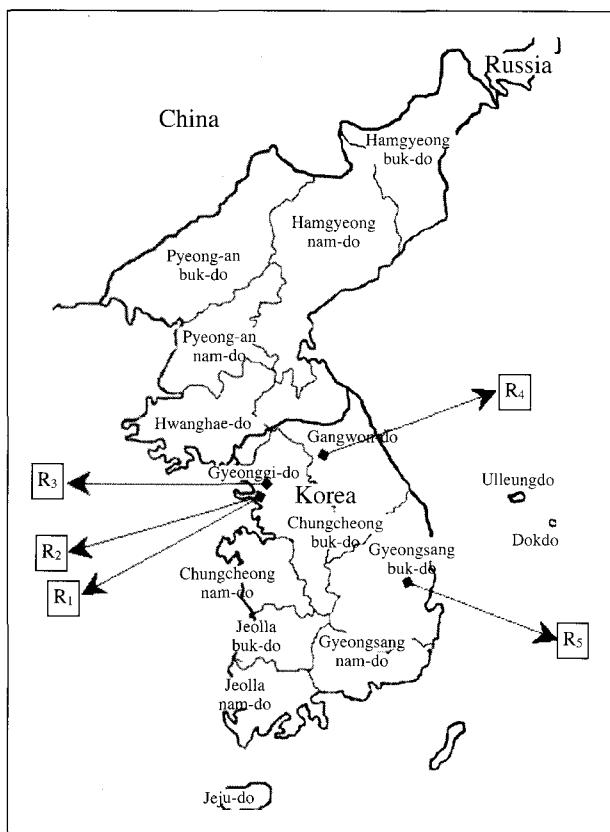 Russia
China
Hamgyeong
buk-do
Hamgyeong
nam-do
Pyeong-an
buk-do
Pyeong-an
nam-do
Hwanghae-do
R4
Gangwon-do
R3
Gyeonggi-do
Korea
Ulleungdo
Chungcheong
buk-do
Dokdo
R2
Gyeongsang
buk-do
Chungcheong
nam-do
R1
Jeolla
buk-do
Gyeongsang
nam-do
R5
Jeolla
nam-do
Jeju-do